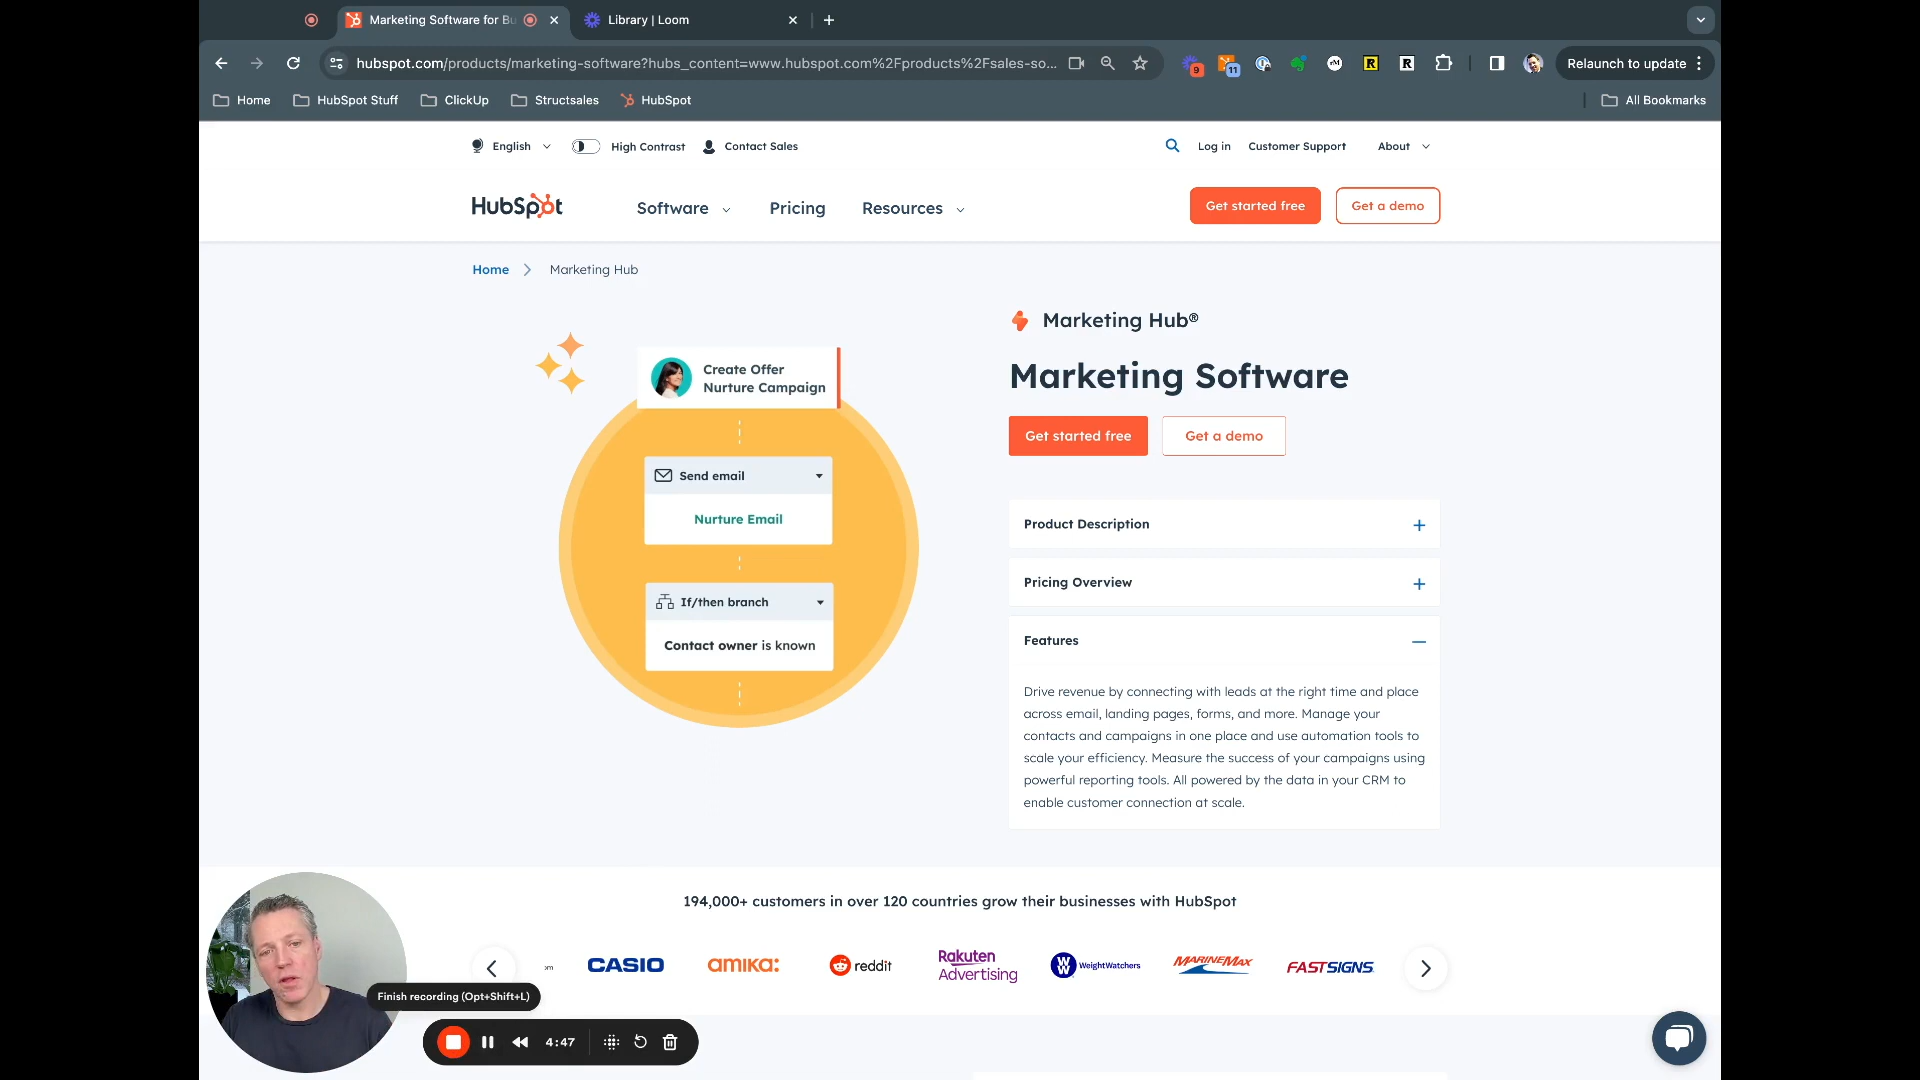 Marketing Software for Bu
Library | Loom
hubspot.com/products/marketing-software?hubs_content=www.hubspot.com%2Fproducts%2Fsales-so...
9
11
Relaunch to update
Home
HubSpot Stuff
ClickUp
Structsales
HubSpot
All Bookmarks
English
High Contrast
Contact Sales
Log in
Customer Support
About
HubSpot
Software
Pricing
Resources
Get started free
Get a demo
Home
Marketing Hub
Marketing Hub®
Marketing Software
Get started free
Get a demo
Create Offer
Nurture Campaign
Send email
Nurture Email
If/then branch
Contact owner is known
Product Description
Pricing Overview
Features
Drive revenue by connecting with leads at the right time and place
across email, landing pages, forms, and more. Manage your
contacts and campaigns in one place and use automation tools to
scale your efficiency. Measure the success of your campaigns using
powerful reporting tools. All powered by the data in your CRM to
enable customer connection at scale.
194,000+ customers in over 120 countries grow their businesses with HubSpot
CASIO
amika:
reddit
Rakuten
Advertising
WW
WeightWatchers
MARINEMAX
FASTSIGNS.
Finish recording (Opt+Shift+L)
4:47